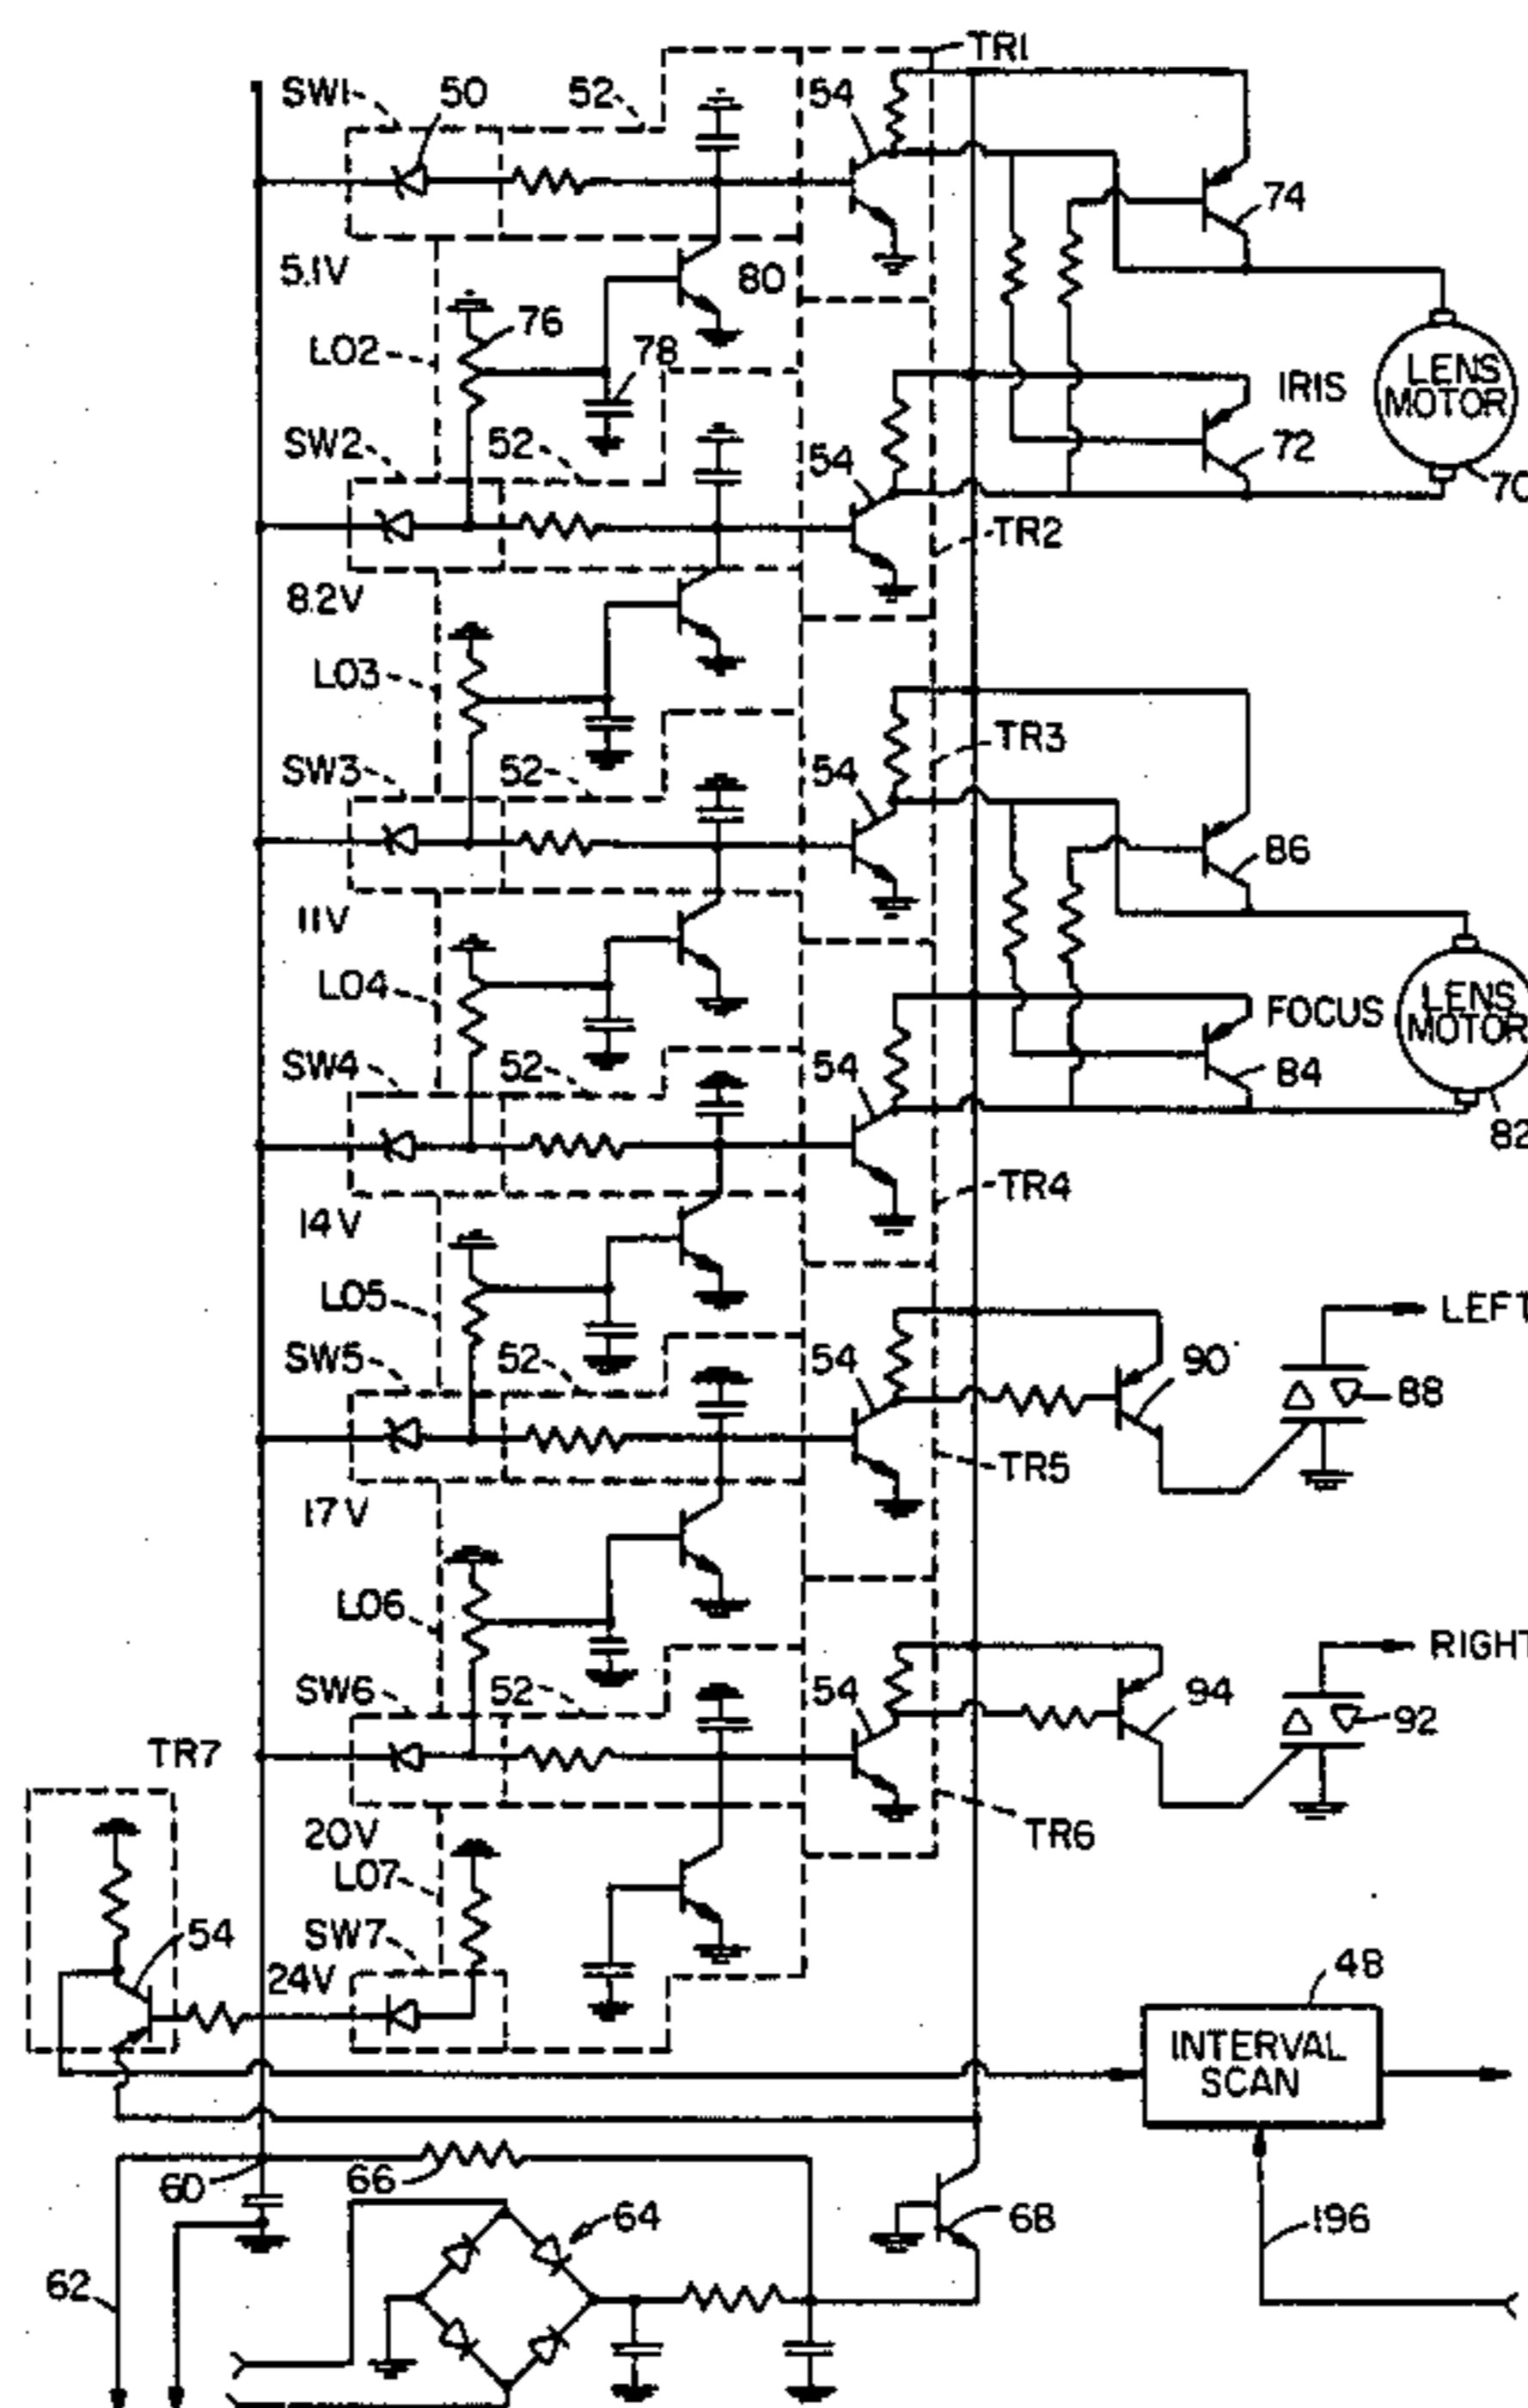 TR1
SW1
50
52
54
74
5.1V
80
76
LO2
78
IRIS
LENS
MOTOR
SW2
52
54
72
70
TR2
8.2V
LO3
TR3
SW3
52
54
86
11V
LO4
FOCUS
LENS
MOTOR
SW4
52
54
84
82
TR4
14V
LO5
LEFT
SW5
52
54
90
88
TR5
17V
LO6
RIGHT
SW6
52
54
94
92
TR7
TR6
20V
LO7
SW7
54
24V
48
INTERVAL
SCAN
60
66
64
68
196
62